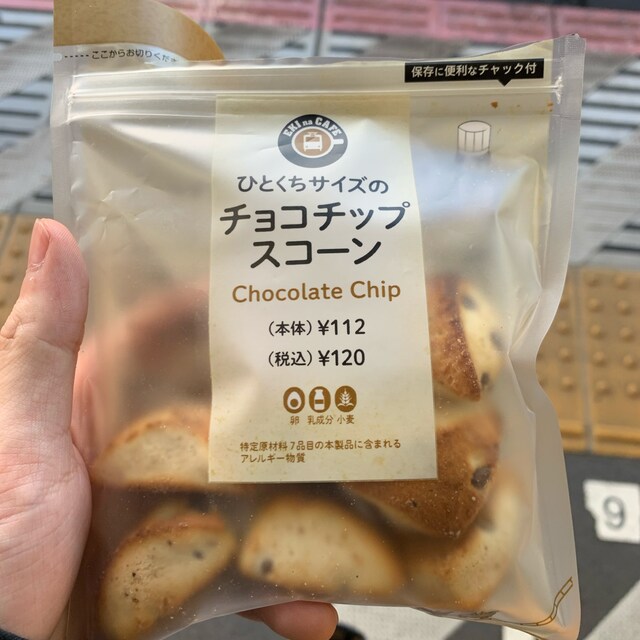 ここからお切りくださ
保存に便利なチャック付
EKI na CAFE
ひとくちサイズの
チョコチップ
スコーン
Chocolate Chip
(本体) ¥112
(税込) ¥120
卵 乳成分 小麦
特定原材料7品目の本製品に含まれる
アレルギー物質
9